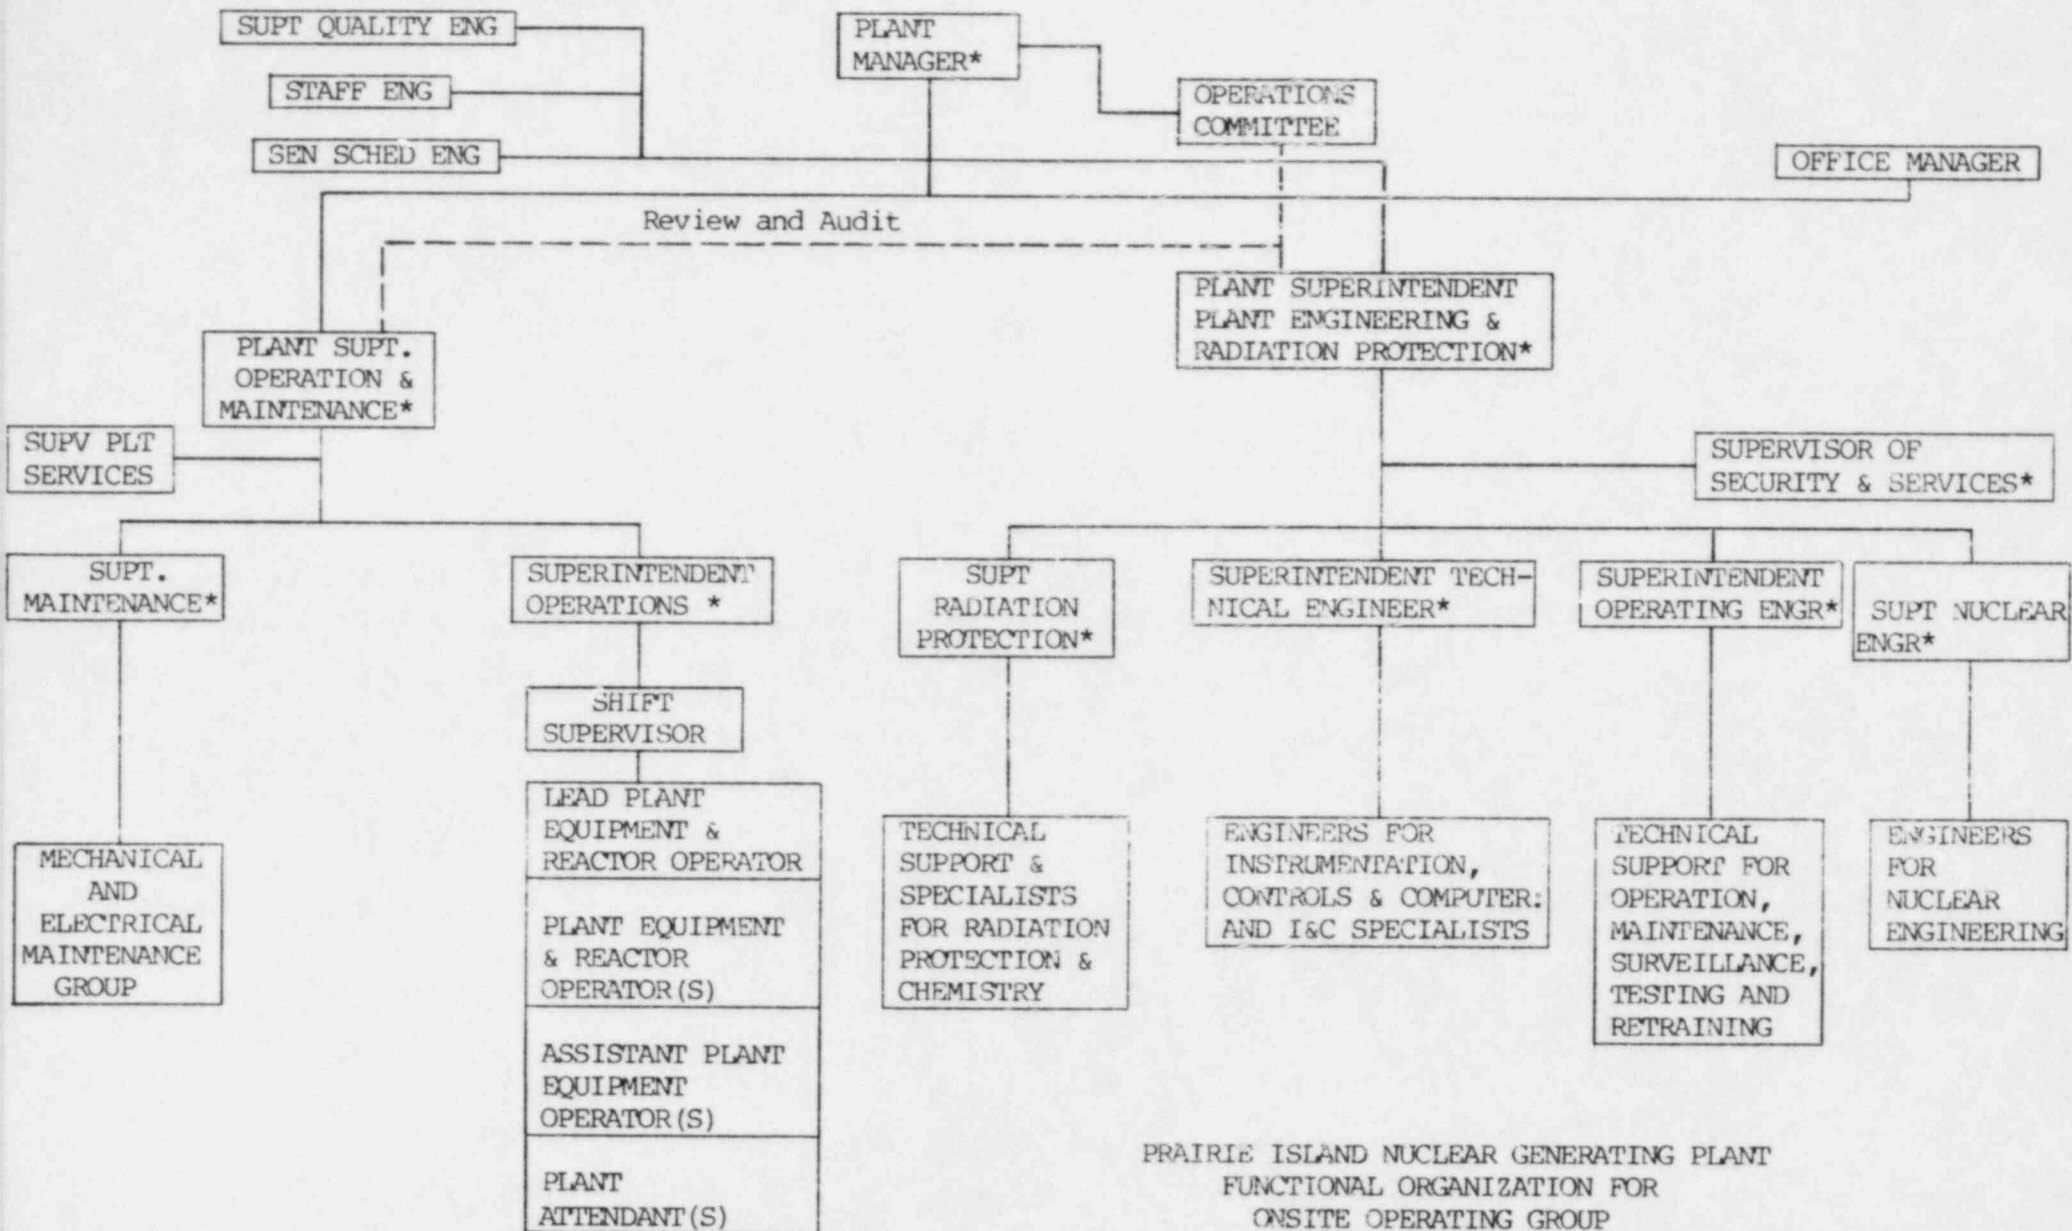 SUPT QUALITY ENG
STAFF ENG
SEN SCHED ENG
PLANT
MANAGER*
OPERATIONS
COMMITTEE
OFFICE MANAGER
Review and Audit
PLANT SUPT.
OPERATION &
MAINTENANCE*
PLANT SUPERINTENDENT
PLANT ENGINEERING &
RADIATION PROTECTION*
SUPV PLT
SERVICES
SUPERVISOR OF
SECURITY & SERVICES*
SUPT.
MAINTENANCE*
SUPERINTENDENT
OPERATIONS *
SUPT
RADIATION
PROTECTION*
SUPERINTENDENT TECH-
NICAL ENGINEER*
SUPERINTENDENT
OPERATING ENGR*
SUPT NUCLEAR
ENGR*
SHIFT
SUPERVISOR
MECHANICAL
AND
ELECTRICAL
MAINTENANCE
GROUP
LEAD PLANT
EQUIPMENT &
REACTOR OPERATOR
PLANT EQUIPMENT
& REACTOR
OPERATOR(S)
ASSISTANT PLANT
EQUIPMENT
OPERATOR(S)
PLANT
ATTENDANT(S)
TECHNICAL
SUPPORT &
SPECIALISTS
FOR RADIATION
PROTECTION &
CHEMISTRY
ENGINEERS FOR
INSTRUMENTATION,
CONTROLS & COMPUTER:
AND I&C SPECIALISTS
TECHNICAL
SUPPORT FOR
OPERATION,
MAINTENANCE,
SURVEILLANCE,
TESTING AND
RETRAINING
ENGINEERS
FOR
NUCLEAR
ENGINEERING
PRAIRIE ISLAND NUCLEAR GENERATING PLANT
FUNCTIONAL ORGANIZATION FOR
ONSITE OPERATING GROUP